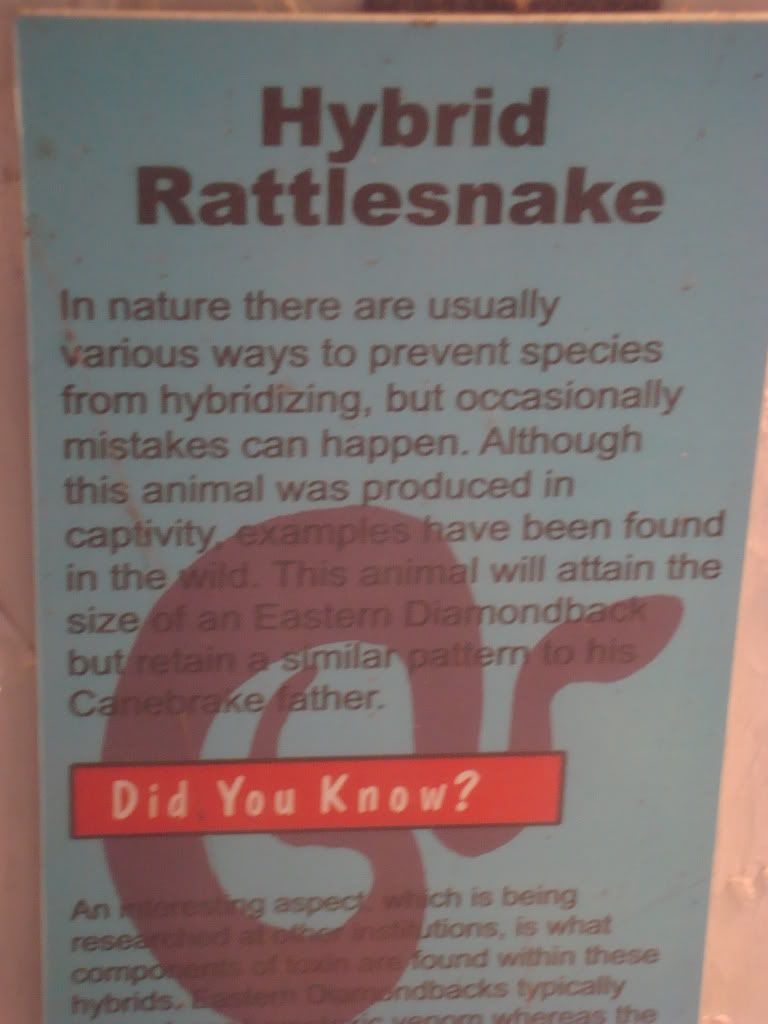 Hybrid
Rattlesnake
In nature there are usually
various ways to prevent species
from hybridizing, but occasionally
mistakes can happen. Although
this animal was produced in
captivity, examples have been found
in the wild. This animal will attain the
size of an Eastern Diamondback
but retain a similar pattern to his
Canebrake father.
Did You Know?
An interesting aspect, which is being
researched at other institutions, is what
components of toxin are found within these
hybrids. Eastern Diamondbacks typically
venom whereas the